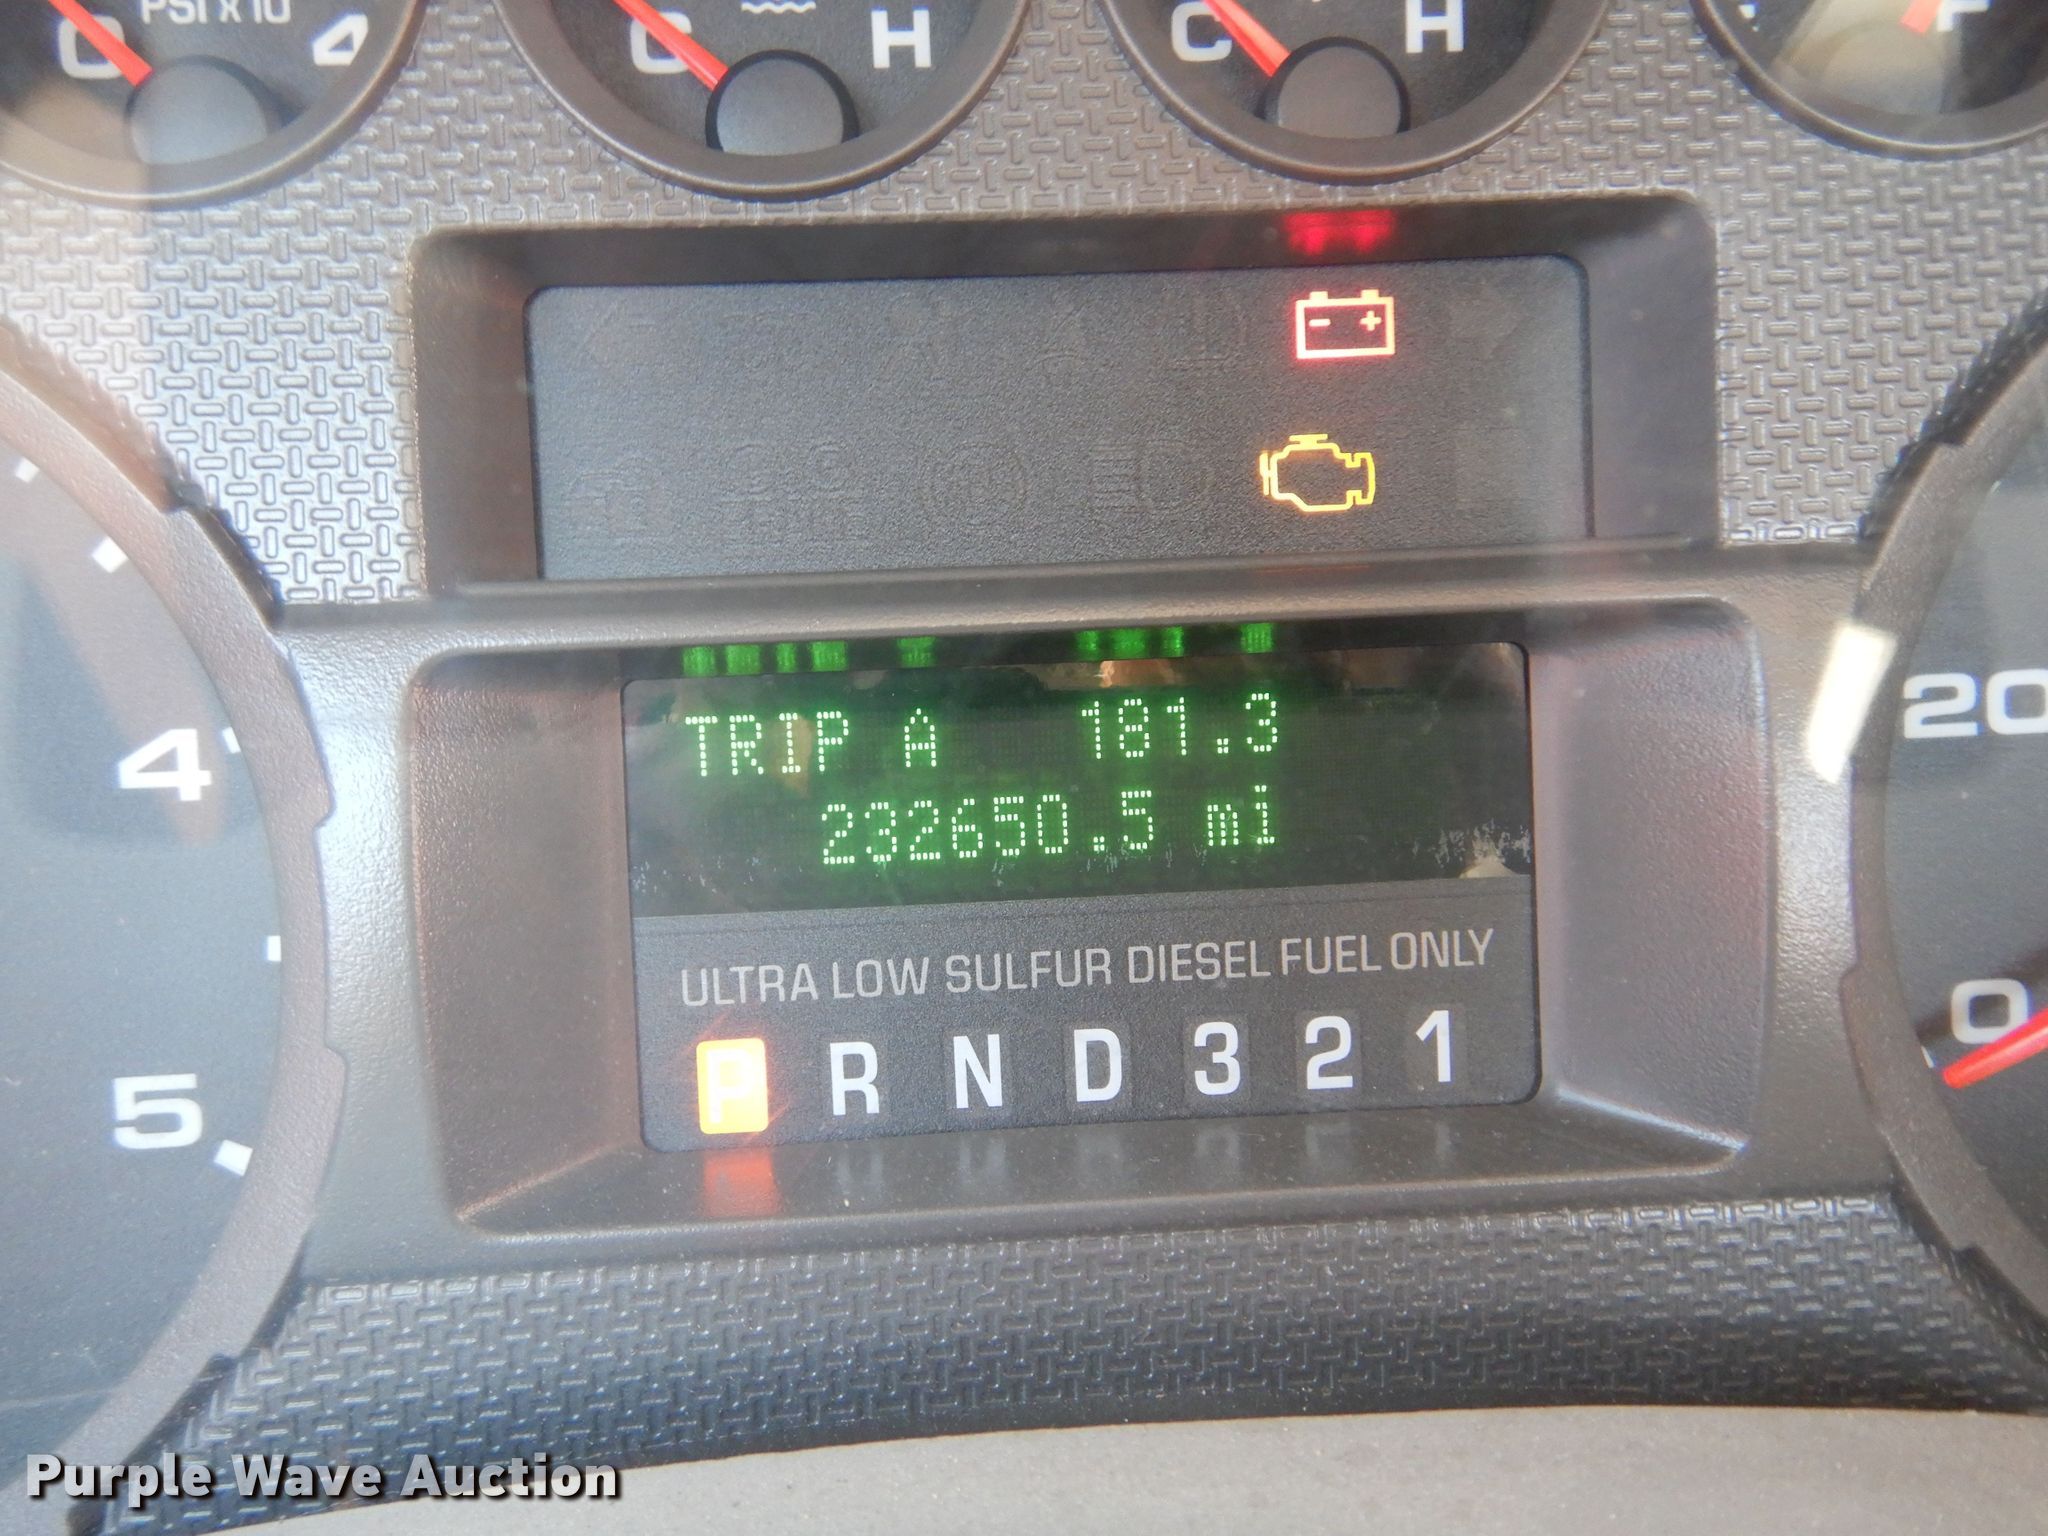 PSI X 10
0 4
C H
C H
F
- +
TRIP A 181.3
232650.5 mi
4
20
ULTRA LOW SULFUR DIESEL FUEL ONLY
0
P R N D 3 2 1
5
Purple Wave Auction